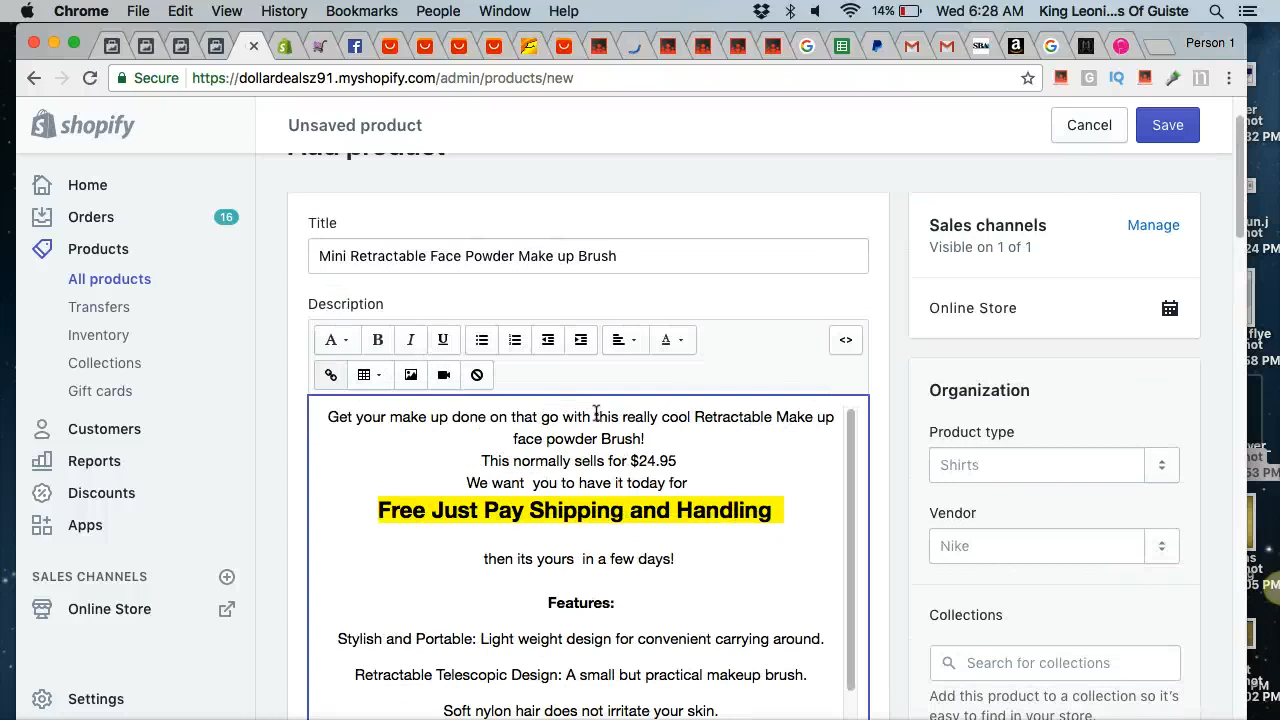 Chrome File Edit View History Bookmarks People Window Help 14% Wed 6:28 AM King Leoni...s Of Guiste
Person 1
Secure https://dollardealsz91.myshopify.com/admin/products/new
shopify
Unsaved product
Cancel
Save
Add product
Home
Orders 16
Products
All products
Transfers
Inventory
Collections
Gift cards
Customers
Reports
Discounts
Apps
SALES CHANNELS
Online Store
Settings
Title
Mini Retractable Face Powder Make up Brush
Description
Get your make up done on that go with this really cool Retractable Make up
face powder Brush!
This normally sells for $24.95
We want you to have it today for
Free Just Pay Shipping and Handling
then its yours in a few days!
Features:
Stylish and Portable: Light weight design for convenient carrying around.
Retractable Telescopic Design: A small but practical makeup brush.
Soft nylon hair does not irritate your skin.
Sales channels
Manage
Visible on 1 of 1
Online Store
Organization
Product type
Shirts
Vendor
Nike
Collections
Search for collections
Add this product to a collection so it's
easy to find in your store.